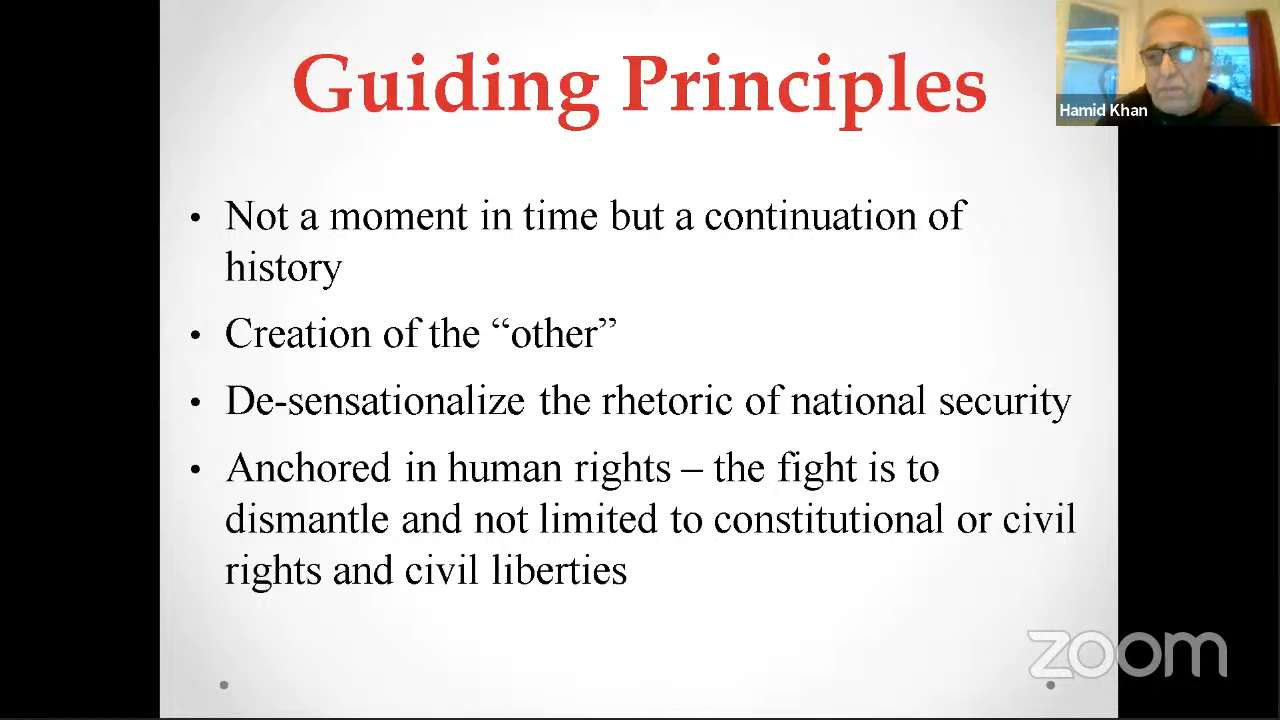 Guiding Principles
Hamid Khan
• Not a moment in time but a continuation of
history
• Creation of the “other”
• De-sensationalize the rhetoric of national security
• Anchored in human rights – the fight is to
dismantle and not limited to constitutional or civil
rights and civil liberties
zoom